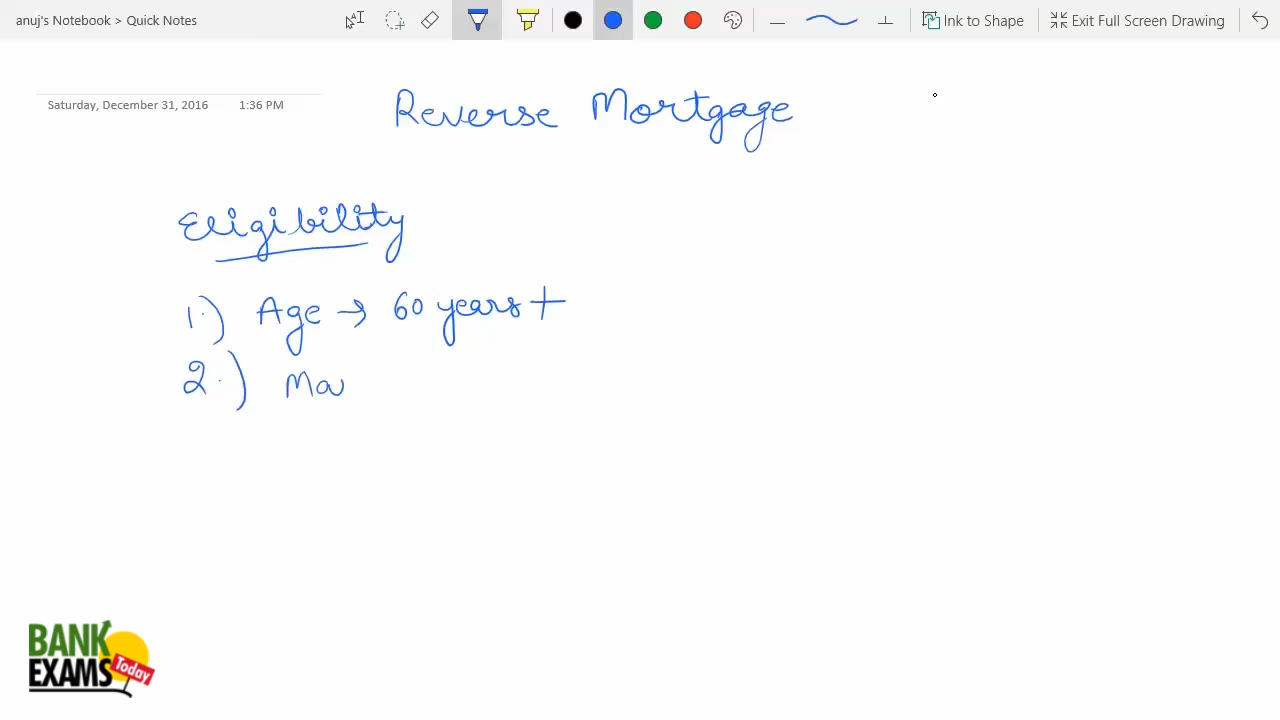 anuj's Notebook > Quick Notes
Ink to Shape
Exit Full Screen Drawing
Saturday, December 31, 2016 1:36 PM
Reverse Mortgage
Eligibility
1.) Age → 60 years +
2.) Ma
BANK
EXAMS
Today